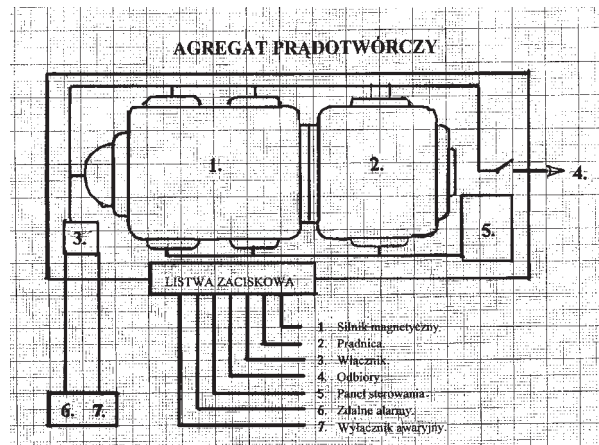 AGREGAT PRĄDOTWÓRCZY
1.
2.
4.
3.
5.
LISTWA ZACISKOWA
1. Silnik magnetyczny.
2. Prądnica.
3. Włącznik.
4. Odbiory.
5. Panel sterowania.
6. Zdalne alarmy.
7. Wyłącznik awaryjny.
6. 7.